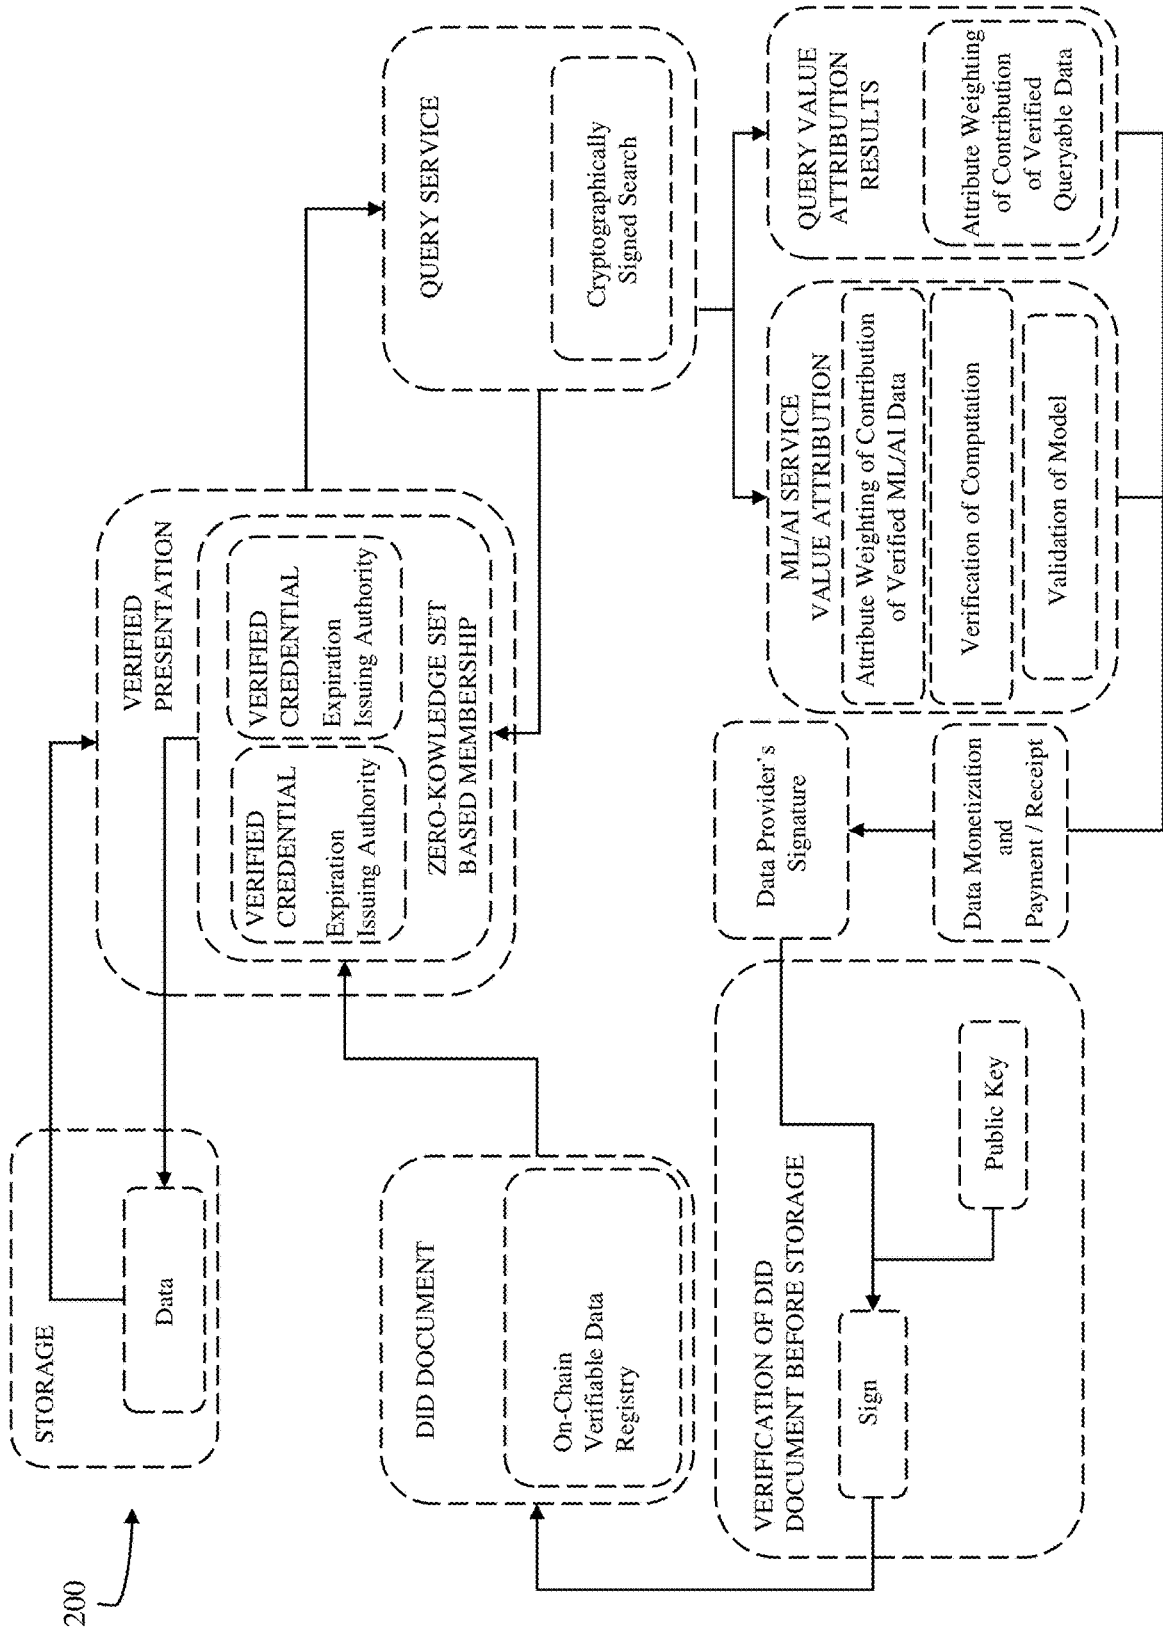 200
STORAGE
Data
VERIFIED
PRESENTATION
VERIFIED
CREDENTIAL
Expiration
Issuing Authority
VERIFIED
CREDENTIAL
Expiration
Issuing Authority
ZERO-KOWLEDGE SET
BASED MEMBERSHIP
QUERY SERVICE
Cryptographically
Signed Search
DID DOCUMENT
On-Chain
Verifiable Data
Registry
VERIFICATION OF DID
DOCUMENT BEFORE STORAGE
Sign
Public Key
Data Provider's
Signature
Data Monetization
and
Payment / Receipt
ML/AI SERVICE
VALUE ATTRIBUTION
Attribute Weighting of Contribution
of Verified ML/AI Data
Verification of Computation
Validation of Model
QUERY VALUE
ATTRIBUTION
RESULTS
Attribute Weighting
of Contribution
of Verified
Queryable Data